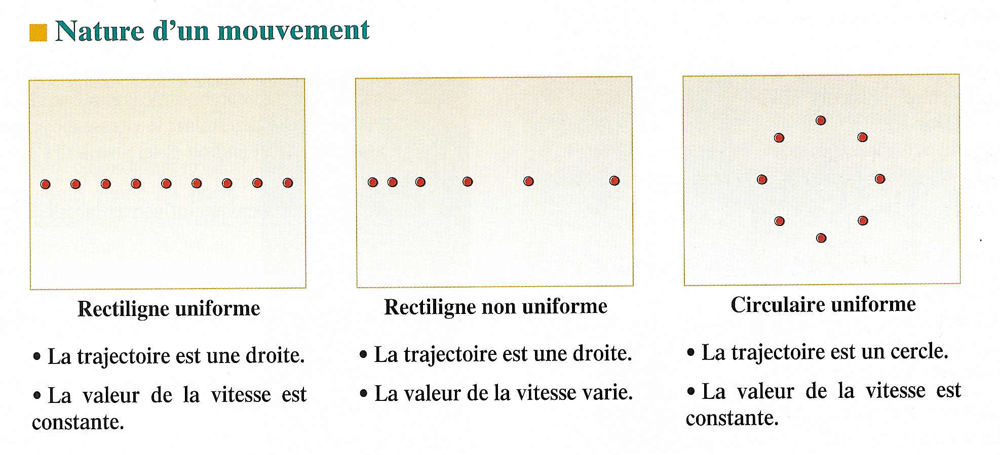 Nature d'un mouvement
Rectiligne uniforme
• La trajectoire est une droite.
• La valeur de la vitesse est
constante.
Rectiligne non uniforme
• La trajectoire est une droite.
• La valeur de la vitesse varie.
Circulaire uniforme
• La trajectoire est un cercle.
• La valeur de la vitesse est
constante.